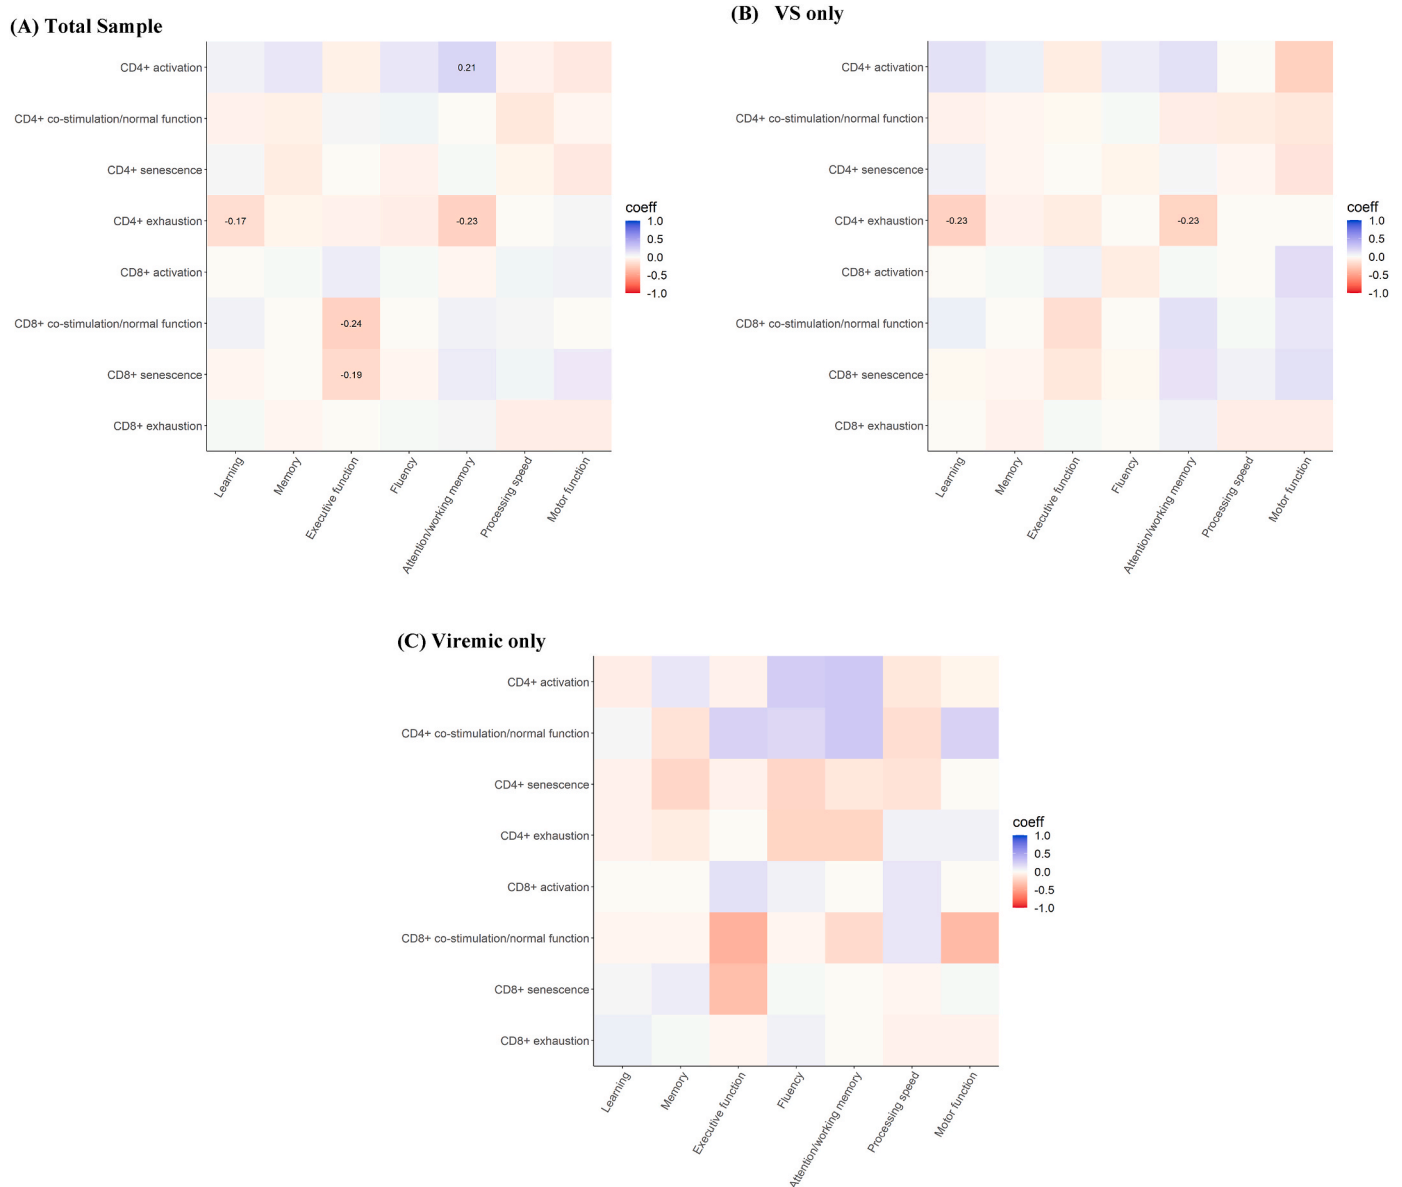 (A) Total Sample
CD4+ activation
CD4+ co-stimulation/normal function
CD4+ senescence
CD4+ exhaustion
CD8+ activation
CD8+ co-stimulation/normal function
CD8+ senescence
CD8+ exhaustion
0.21
-0.17
-0.23
-0.24
-0.19
Learning
Memory
Executive function
Fluency
Attention/working memory
Processing speed
Motor function
coeff
1.0
0.5
0.0
-0.5
-1.0
(B) VS only
CD4+ activation
CD4+ co-stimulation/normal function
CD4+ senescence
CD4+ exhaustion
CD8+ activation
CD8+ co-stimulation/normal function
CD8+ senescence
CD8+ exhaustion
-0.23
-0.23
Learning
Memory
Executive function
Fluency
Attention/working memory
Processing speed
Motor function
coeff
1.0
0.5
0.0
-0.5
-1.0
(C) Viremic only
CD4+ activation
CD4+ co-stimulation/normal function
CD4+ senescence
CD4+ exhaustion
CD8+ activation
CD8+ co-stimulation/normal function
CD8+ senescence
CD8+ exhaustion
Learning
Memory
Executive function
Fluency
Attention/working memory
Processing speed
Motor function
coeff
1.0
0.5
0.0
-0.5
-1.0